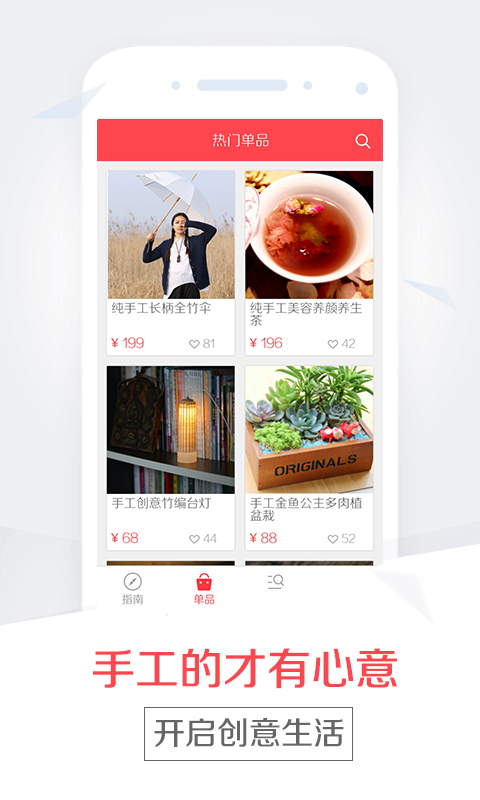 热门单品
纯手工长柄全竹伞
¥ 199
81
纯手工美容养颜养生
茶
¥ 196
42
手工创意竹编台灯
¥ 68
44
ORIGINALS
手工金鱼公主多肉植
盆栽
¥ 88
52
指南
单品
手工的才有心意
开启创意生活